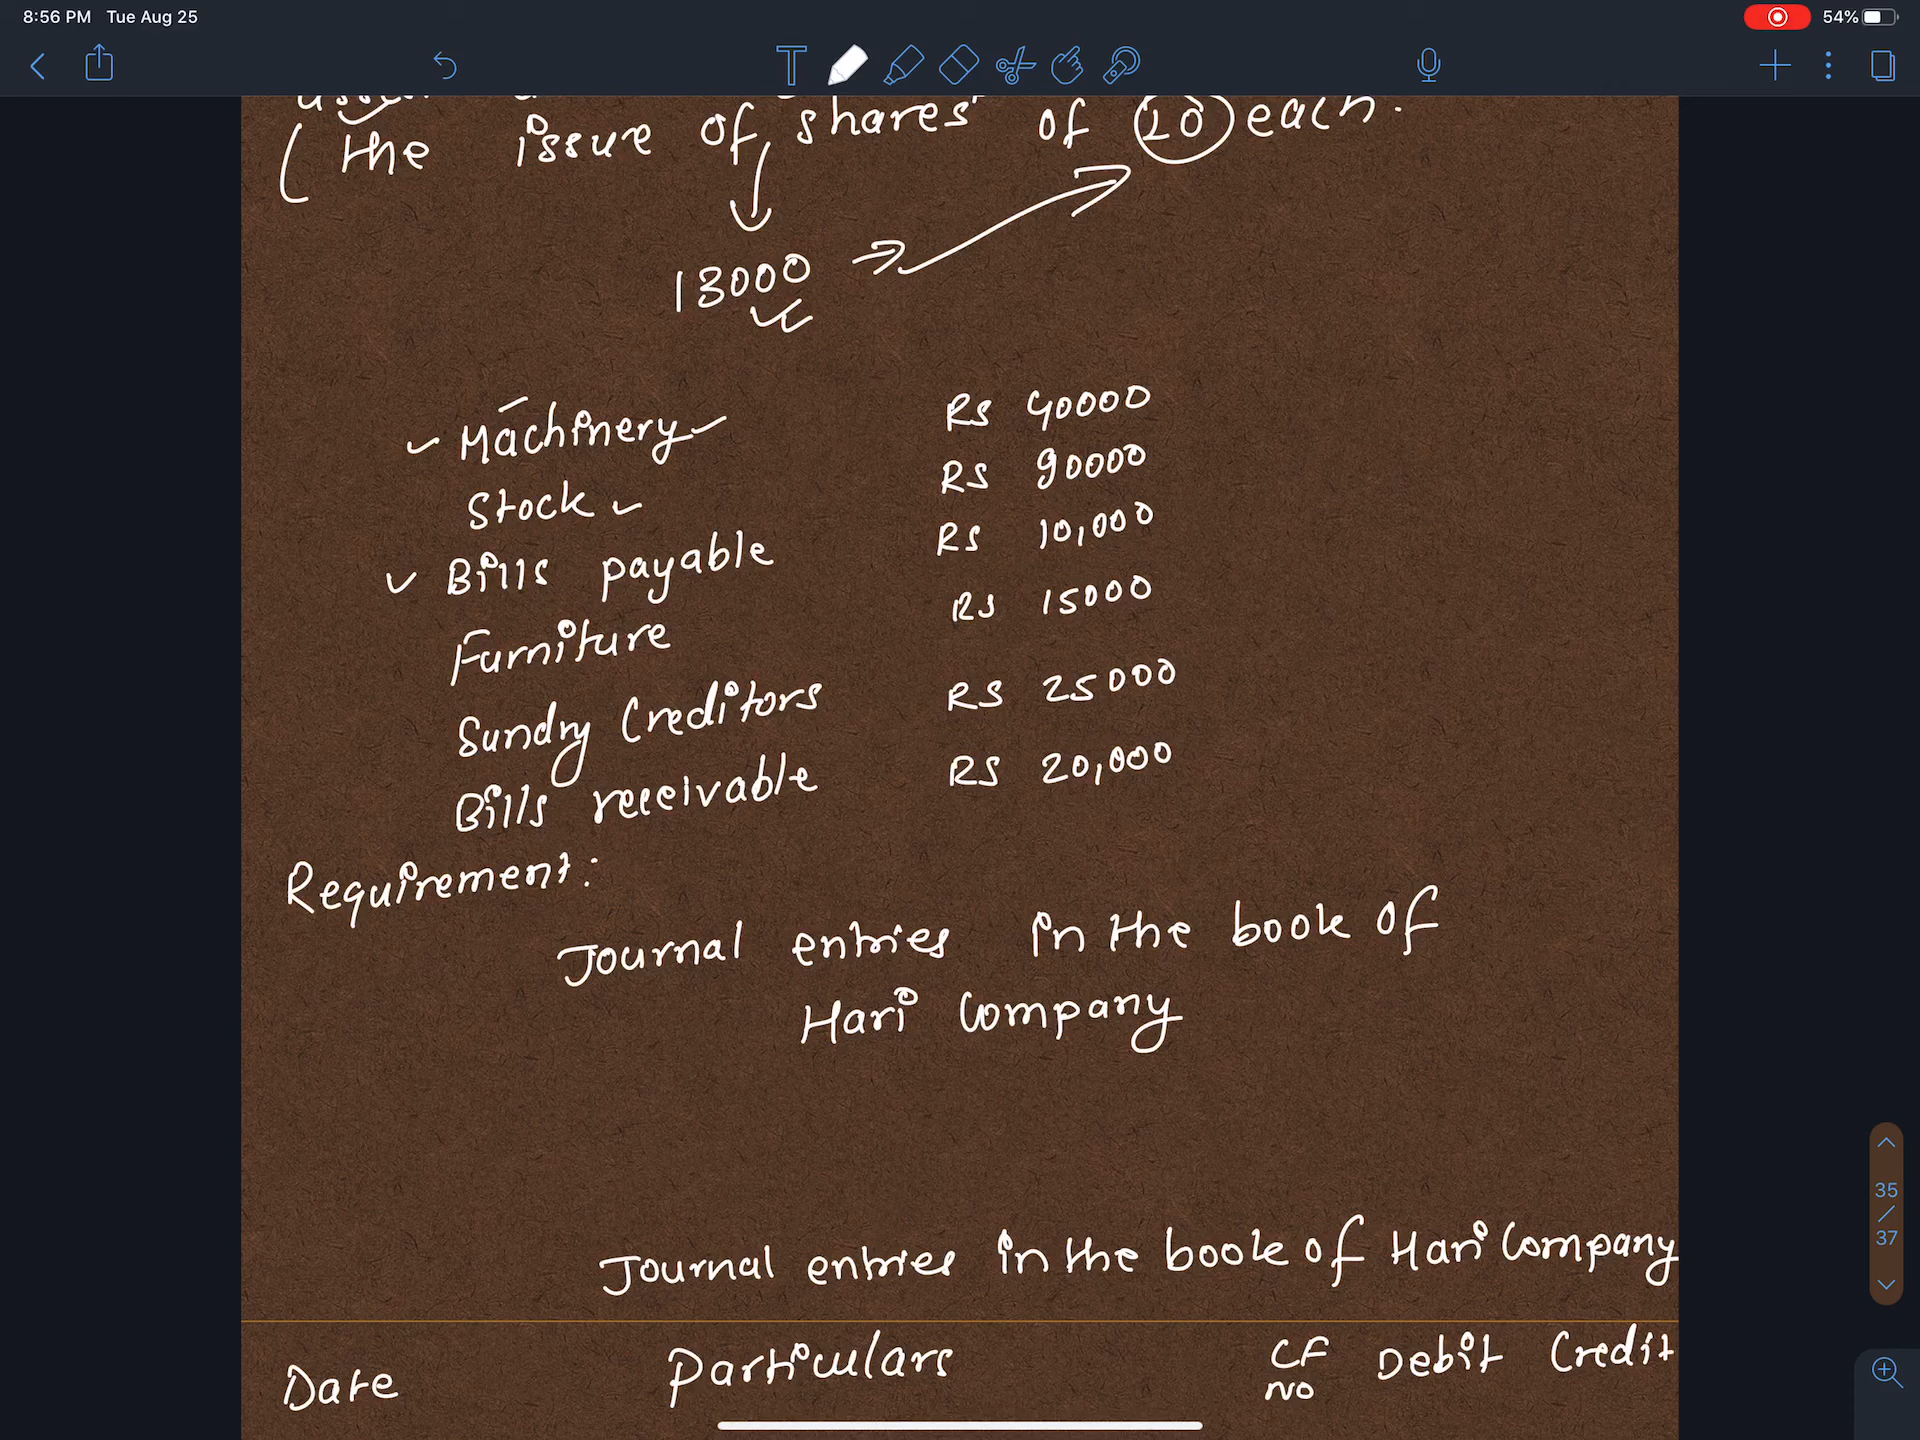 8:56 PM Tue Aug 25
54%
(the issue of shares of 10 each.
13000
Machinery Rs 40000
Stock Rs 90000
Bills payable Rs 10,000
Furniture Rs 15000
Sundry Creditors Rs 25000
Bills receivable Rs 20,000
Requirement:
Journal entries in the book of
Hari Company
Journal entries in the book of Hari Company
Date Particulars CF Debit Credit
NO
35
/
37